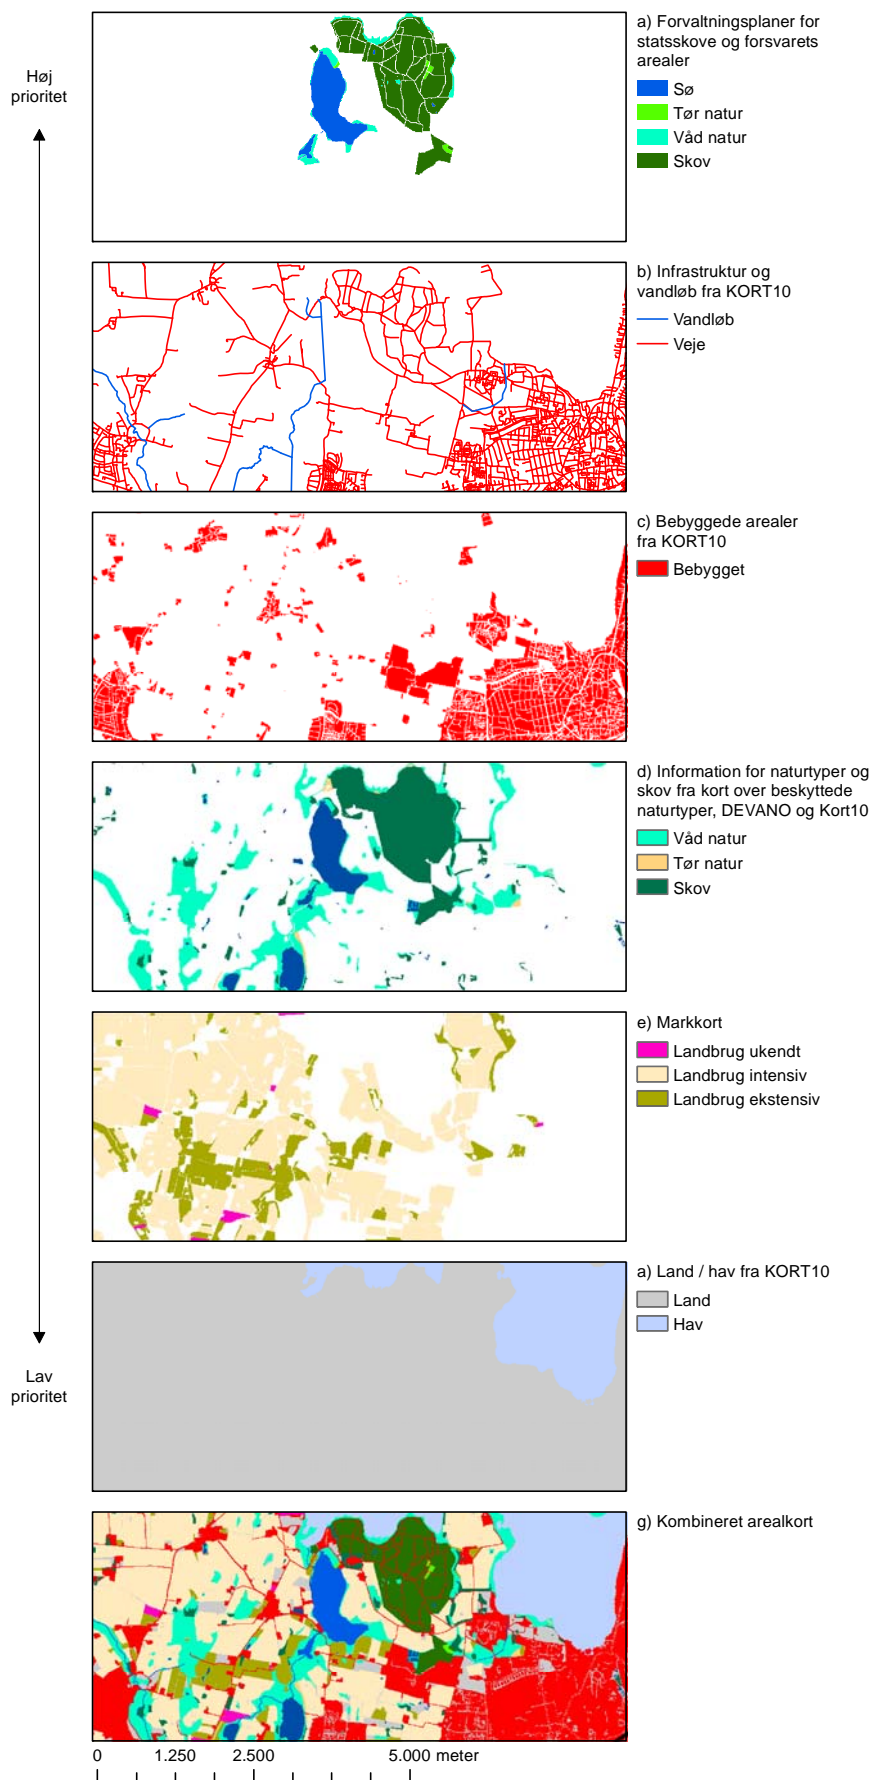 Høj
prioritet
a) Forvaltningsplaner for
statsskove og forsvarets
arealer
Sø
Tør natur
Våd natur
Skov
b) Infrastruktur og
vandløb fra KORT10
Vandløb
Veje
c) Bebyggede arealer
fra KORT10
Bebygget
d) Information for naturtyper og
skov fra kort over beskyttede
naturtyper, DEVANO og Kort10
Våd natur
Tør natur
Skov
e) Markkort
Landbrug ukendt
Landbrug intensiv
Landbrug ekstensiv
a) Land / hav fra KORT10
Land
Hav
Lav
prioritet
g) Kombineret arealkort
0 1.250 2.500 5.000 meter